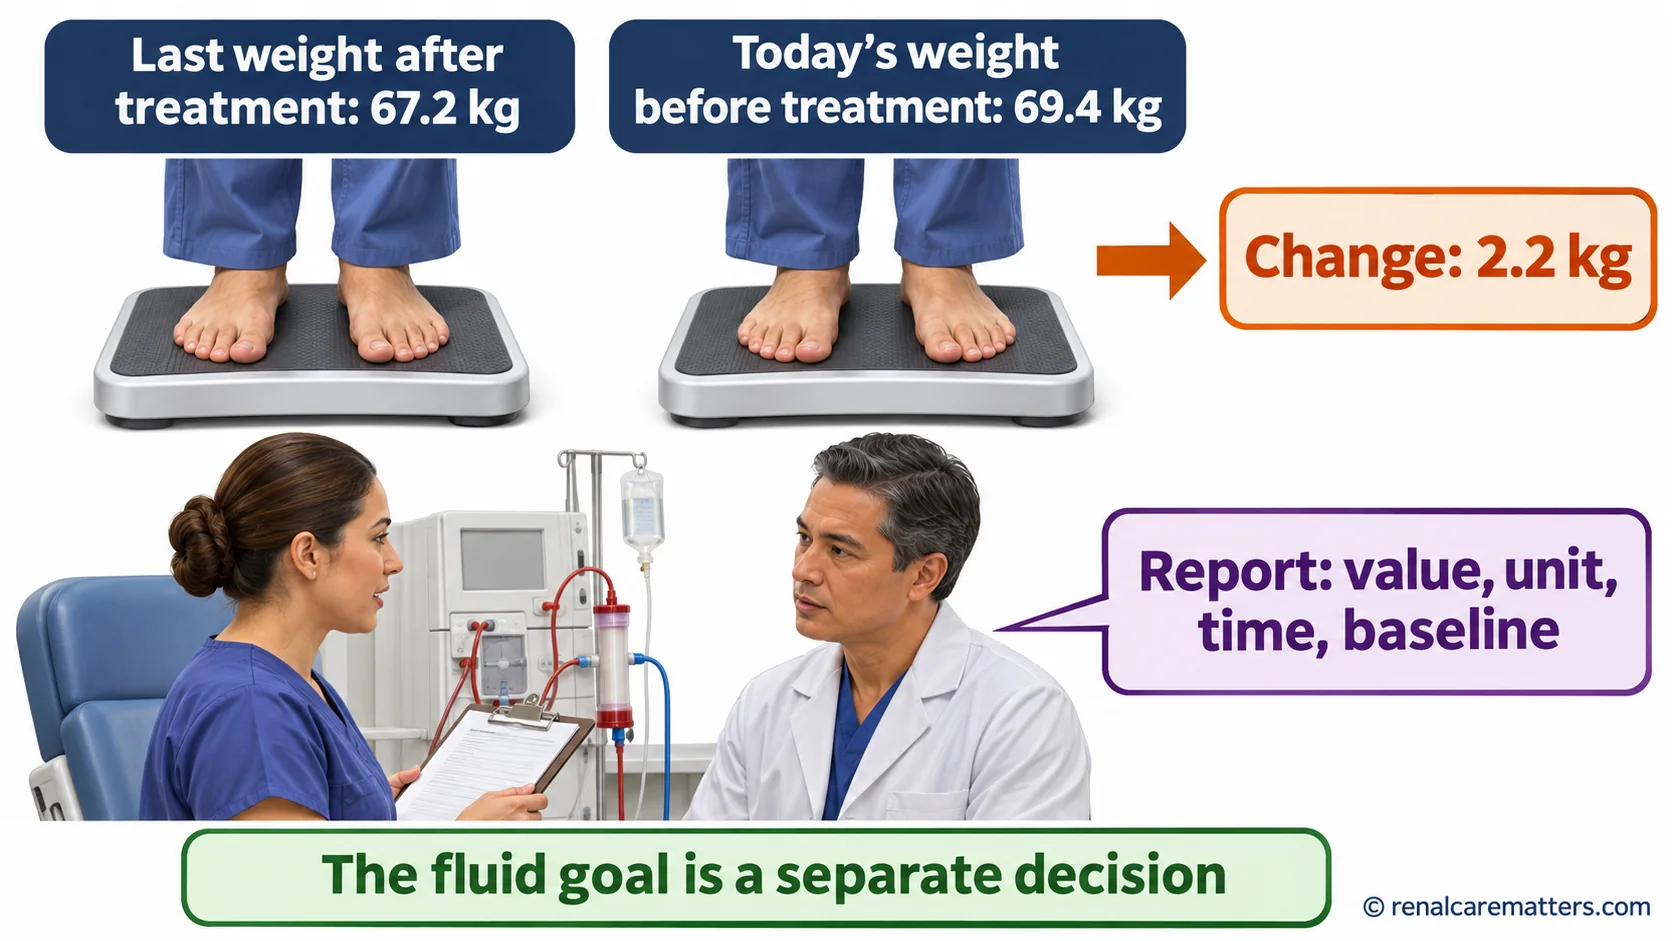 Last weight after
treatment: 67.2 kg
Today's weight
before treatment: 69.4 kg
Change: 2.2 kg
Report: value, unit,
time, baseline
The fluid goal is a separate decision
© renalcarematters.com